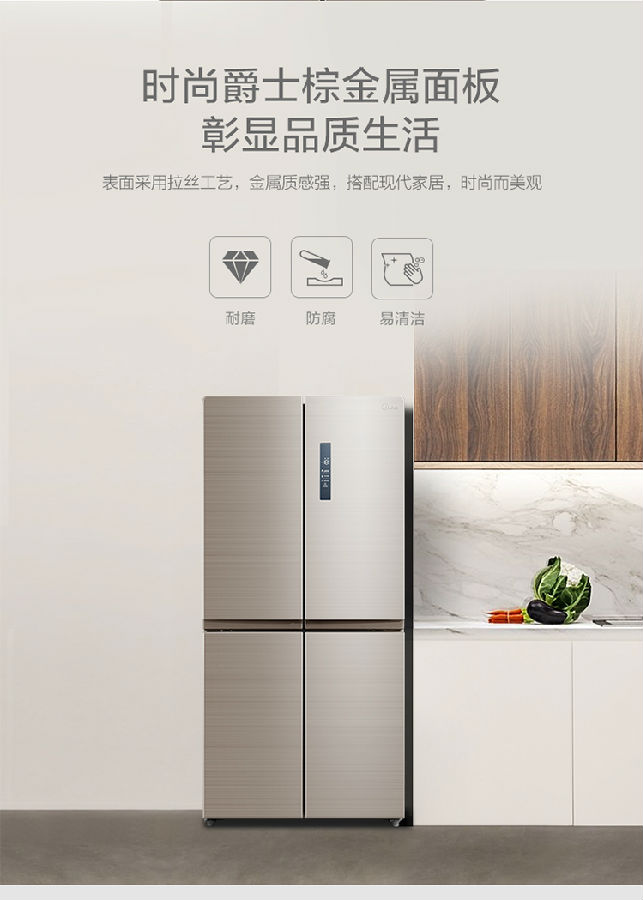 时尚爵士棕金属面板
彰显品质生活
表面采用拉丝工艺，金属质感强，搭配现代家居，时尚而美观
耐磨 防腐 易清洁
Midea